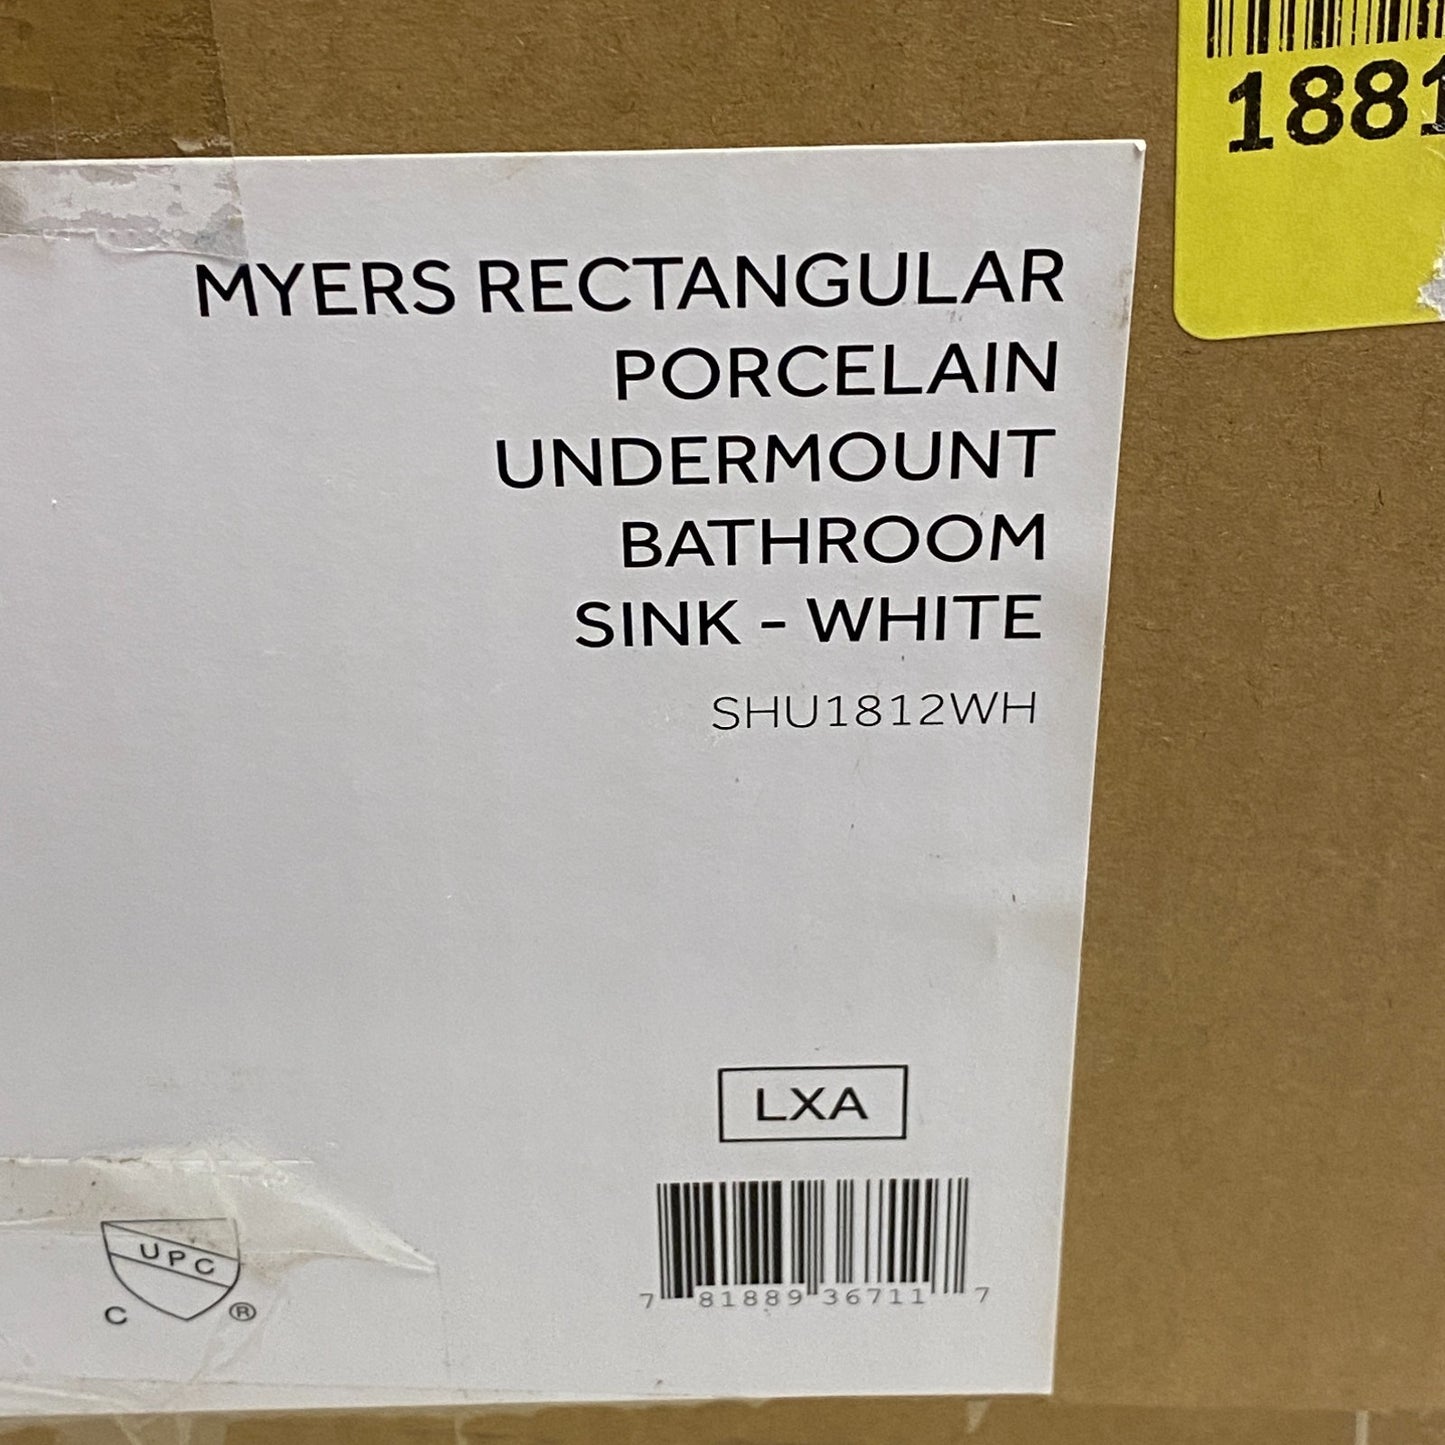 1881
MYERS RECTANGULAR
PORCELAIN
UNDERMOUNT
BATHROOM
SINK - WHITE
SHU1812WH
LXA
UPC
C ®
7 81889 36711 7